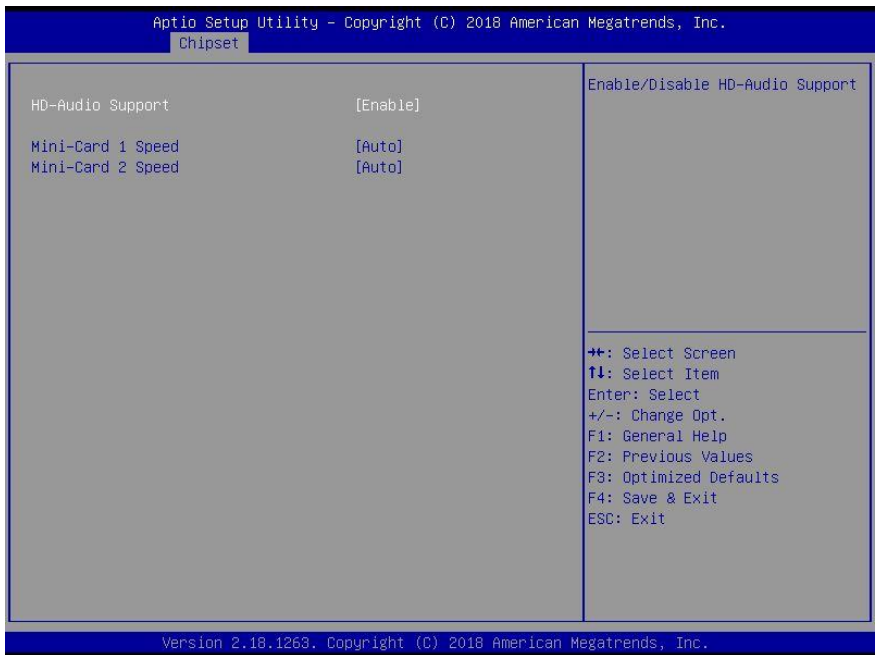 Aptio Setup Utility – Copyright (C) 2018 American Megatrends, Inc.
Chipset
HD-Audio Support [Enable]
Mini-Card 1 Speed [Auto]
Mini-Card 2 Speed [Auto]
Enable/Disable HD-Audio Support
→←: Select Screen
↑↓: Select Item
Enter: Select
+/-: Change Opt.
F1: General Help
F2: Previous Values
F3: Optimized Defaults
F4: Save & Exit
ESC: Exit
Version 2.18.1263. Copyright (C) 2018 American Megatrends, Inc.